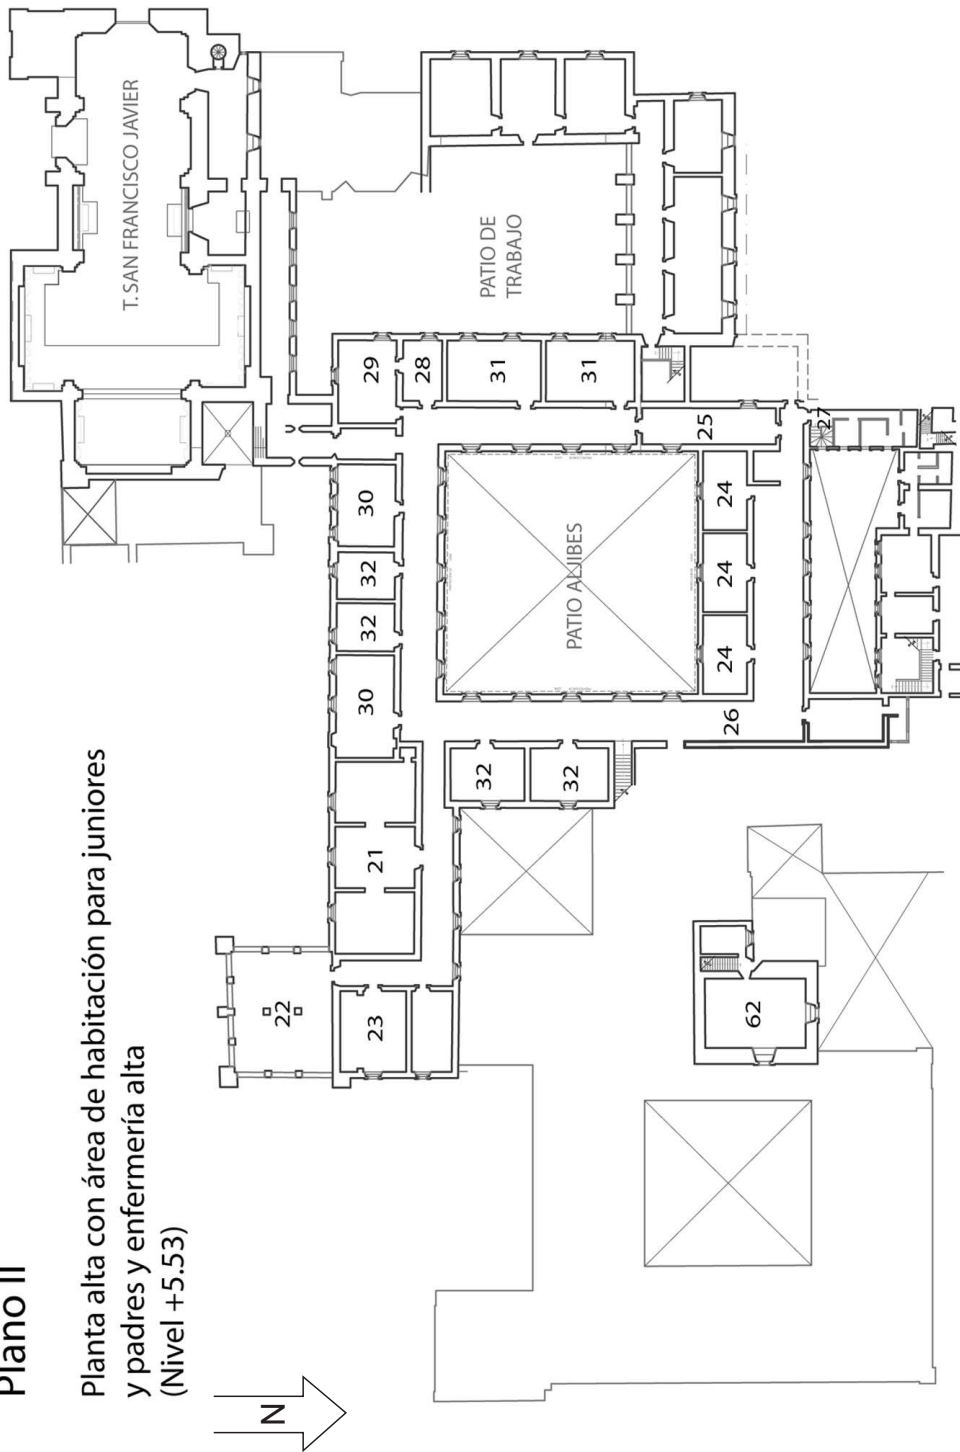 Plano II
Planta alta con área de habitación para juniores
y padres y enfermería alta
(Nivel +5.53)
N
T. SAN FRANCISCO JAVIER
PATIO DE
TRABAJO
PATIO ALJIBES
22
23
21
30
32
32
30
29
28
31
31
25
27
24
24
24
26
32
32
62